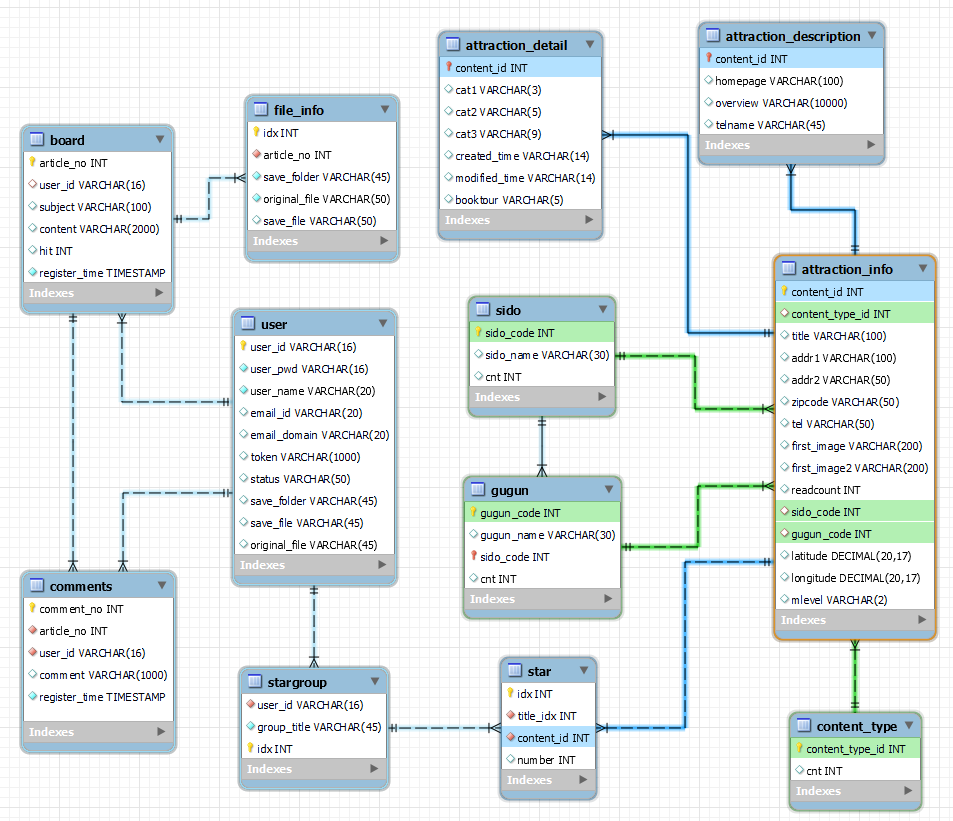 attraction_detail
content_id INT
cat1 VARCHAR(3)
cat2 VARCHAR(5)
cat3 VARCHAR(9)
created_time VARCHAR(14)
modified_time VARCHAR(14)
booktour VARCHAR(5)
Indexes
attraction_description
content_id INT
homepage VARCHAR(100)
overview VARCHAR(10000)
telname VARCHAR(45)
Indexes
file_info
idx INT
article_no INT
save_folder VARCHAR(45)
original_file VARCHAR(50)
save_file VARCHAR(50)
Indexes
board
article_no INT
user_id VARCHAR(16)
subject VARCHAR(100)
content VARCHAR(2000)
hit INT
register_time TIMESTAMP
Indexes
attraction_info
content_id INT
content_type_id INT
title VARCHAR(100)
addr1 VARCHAR(100)
addr2 VARCHAR(50)
zipcode VARCHAR(50)
tel VARCHAR(50)
first_image VARCHAR(200)
first_image2 VARCHAR(200)
readcount INT
sido_code INT
gugun_code INT
latitude DECIMAL(20,17)
longitude DECIMAL(20,17)
mlevel VARCHAR(2)
Indexes
sido
sido_code INT
sido_name VARCHAR(30)
cnt INT
Indexes
user
user_id VARCHAR(16)
user_pwd VARCHAR(16)
user_name VARCHAR(20)
email_id VARCHAR(20)
email_domain VARCHAR(20)
token VARCHAR(1000)
status VARCHAR(50)
save_folder VARCHAR(45)
save_file VARCHAR(45)
original_file VARCHAR(45)
Indexes
gugun
gugun_code INT
gugun_name VARCHAR(30)
sido_code INT
cnt INT
Indexes
comments
comment_no INT
article_no INT
user_id VARCHAR(16)
comment VARCHAR(1000)
register_time TIMESTAMP
Indexes
stargroup
user_id VARCHAR(16)
group_title VARCHAR(45)
idx INT
Indexes
star
idx INT
title_idx INT
content_id INT
number INT
Indexes
content_type
content_type_id INT
cnt INT
Indexes